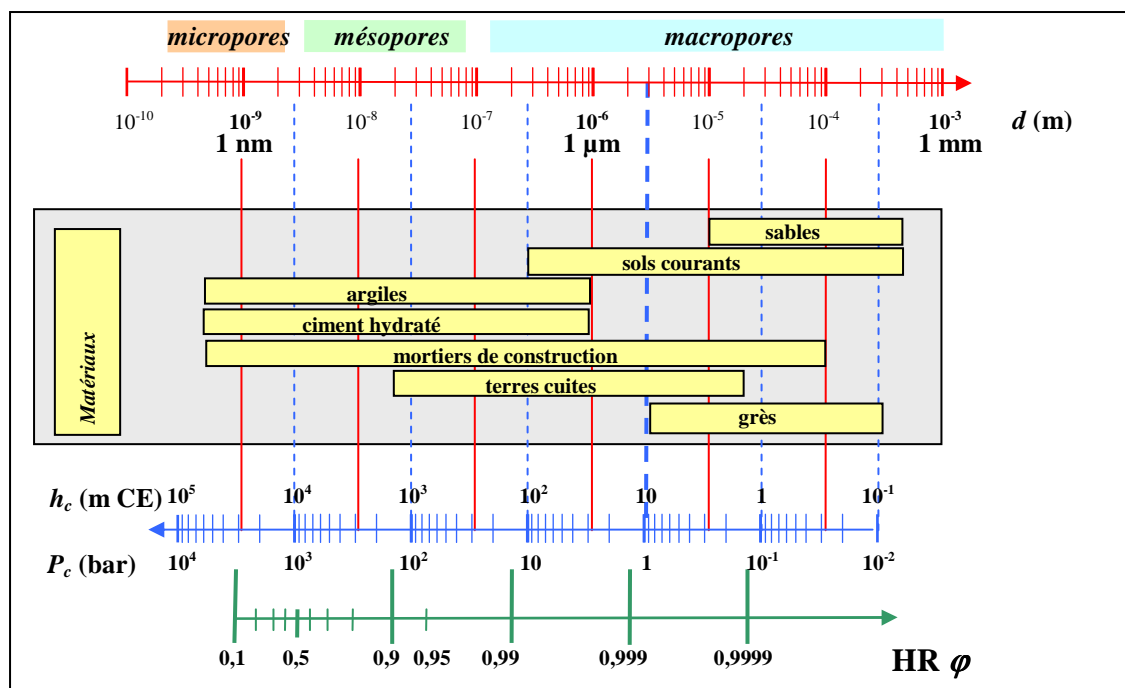 micropores mésopores macropores
10⁻¹⁰ 10⁻⁹ 10⁻⁸ 10⁻⁷ 10⁻⁶ 10⁻⁵ 10⁻⁴ 10⁻³ d (m)
1 nm 1 µm 1 mm
Matériaux
sables
sols courants
argiles
ciment hydraté
mortiers de construction
terres cuites
grès
h_c (m CE) 10⁵ 10⁴ 10³ 10² 10 1 10⁻¹
P_c (bar) 10⁴ 10³ 10² 10 1 10⁻¹ 10⁻²
0,1 0,5 0,9 0,95 0,99 0,999 0,9999 HR φ